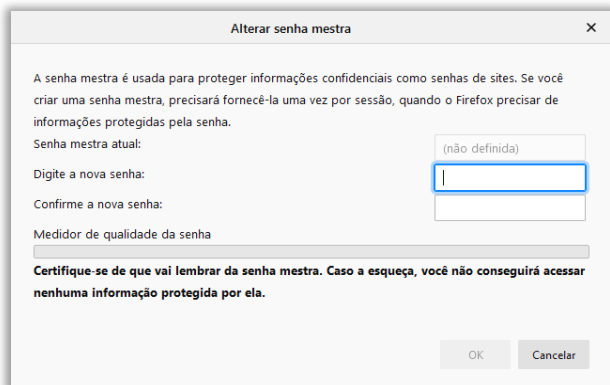 Alterar senha mestra
A senha mestra é usada para proteger informações confidenciais como senhas de sites. Se você
criar uma senha mestra, precisará fornecê-la uma vez por sessão, quando o Firefox precisar de
informações protegidas pela senha.
Senha mestra atual:
(não definida)
Digite a nova senha:
Confirme a nova senha:
Medidor de qualidade da senha
Certifique-se de que vai lembrar da senha mestra. Caso a esqueça, você não conseguirá acessar
nenhuma informação protegida por ela.
OK
Cancelar